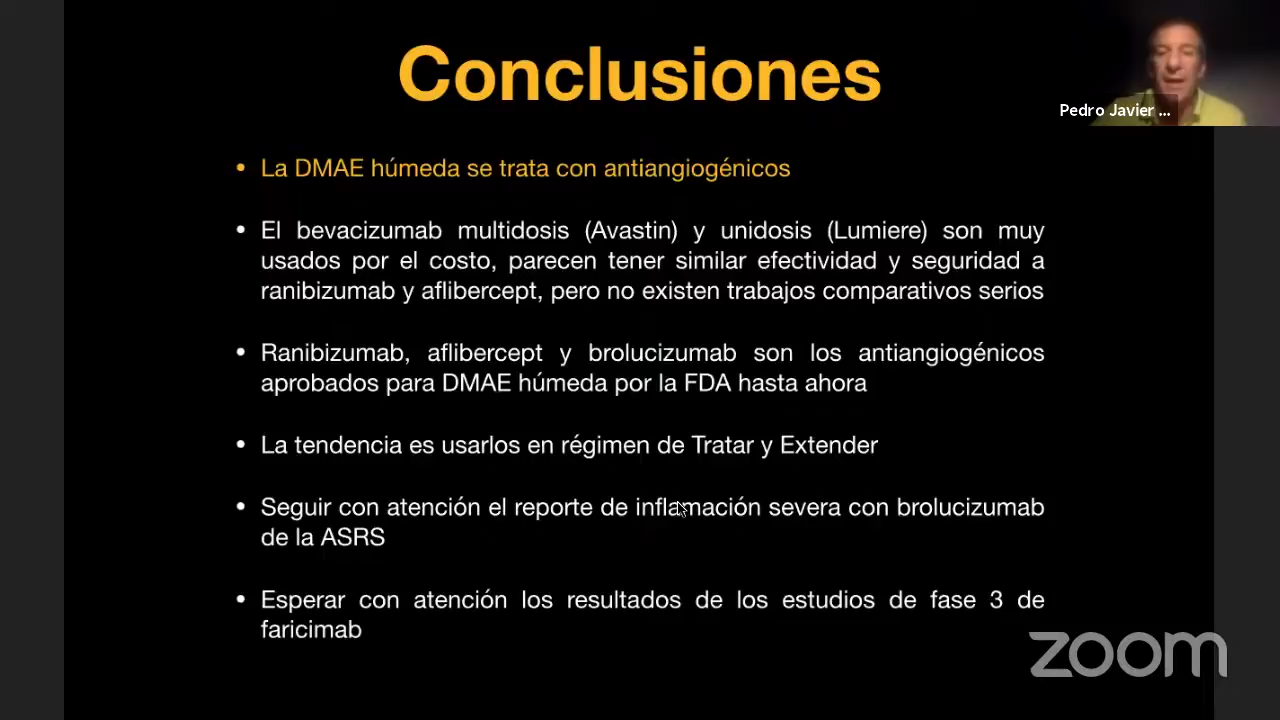 Conclusiones
Pedro Javier ...
• La DMAE húmeda se trata con antiangiogénicos
• El bevacizumab multidosis (Avastin) y unidosis (Lumiere) son muy
usados por el costo, parecen tener similar efectividad y seguridad a
ranibizumab y aflibercept, pero no existen trabajos comparativos serios
• Ranibizumab, aflibercept y brolucizumab son los antiangiogénicos
aprobados para DMAE húmeda por la FDA hasta ahora
• La tendencia es usarlos en régimen de Tratar y Extender
• Seguir con atención el reporte de inflamación severa con brolucizumab
de la ASRS
• Esperar con atención los resultados de los estudios de fase 3 de
faricimab
zoom